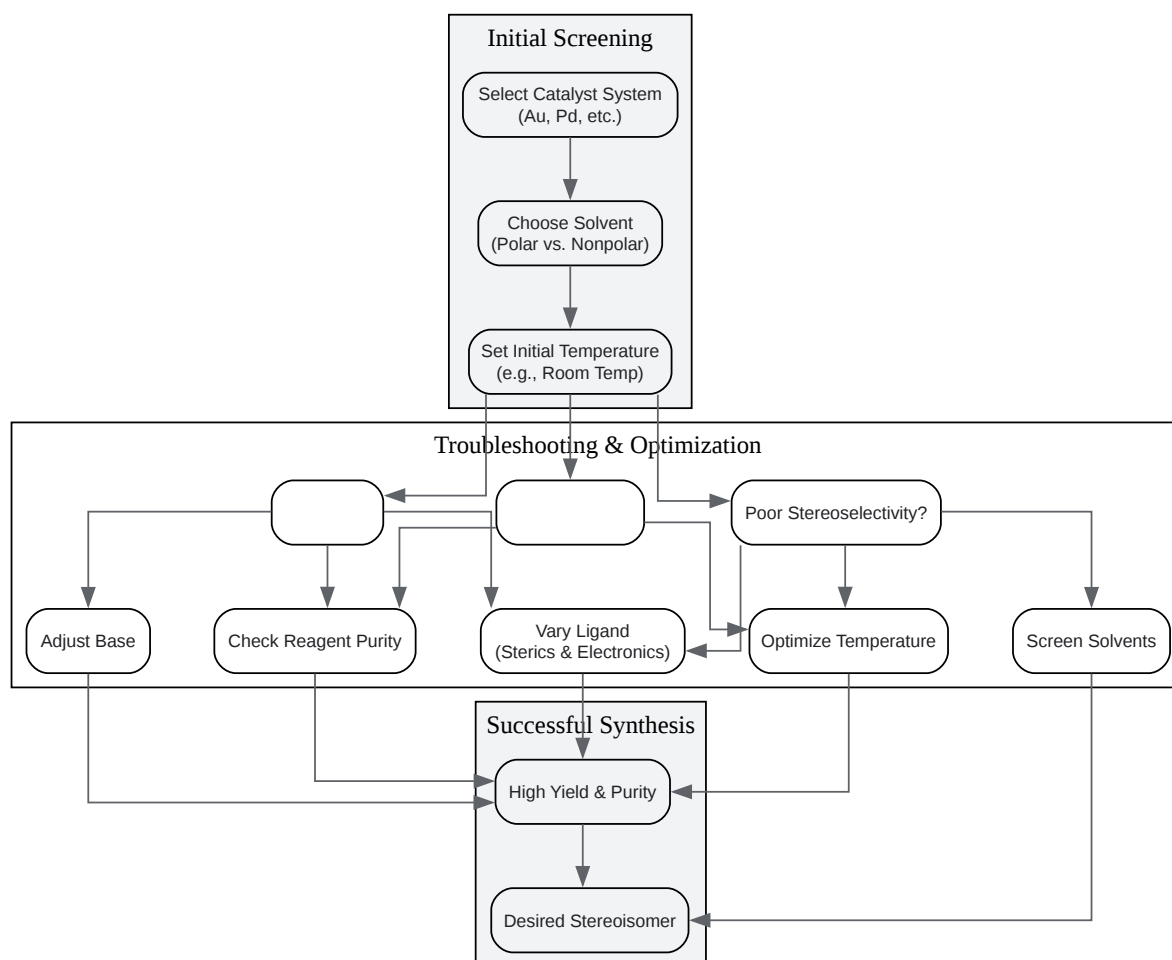 Initial Screening
Select Catalyst System
(Au, Pd, etc.)
Choose Solvent
(Polar vs. Nonpolar)
Set Initial Temperature
(e.g., Room Temp)
Troubleshooting & Optimization
Poor Stereoselectivity?
Adjust Base
Check Reagent Purity
Vary Ligand
(Sterics & Electronics)
Optimize Temperature
Screen Solvents
Successful Synthesis
High Yield & Purity
Desired Stereoisomer